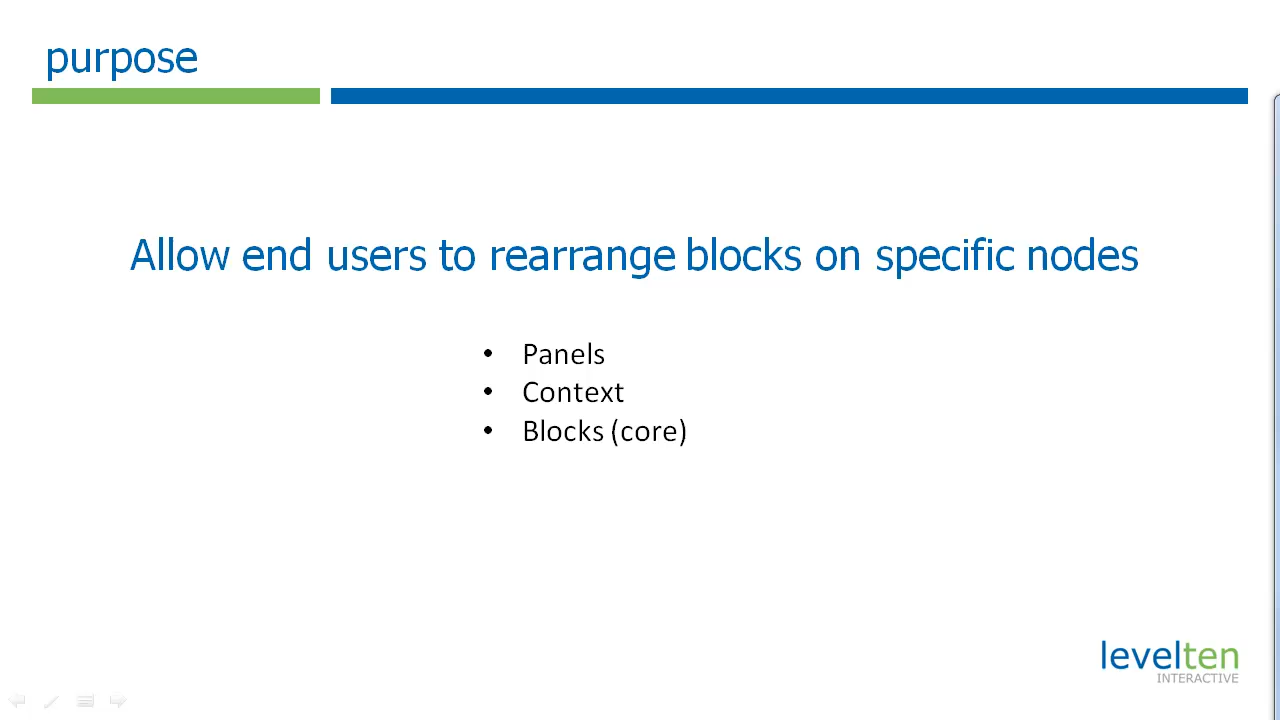 purpose
Allow end users to rearrange blocks on specific nodes
• Panels
• Context
• Blocks (core)
levelten
INTERACTIVE